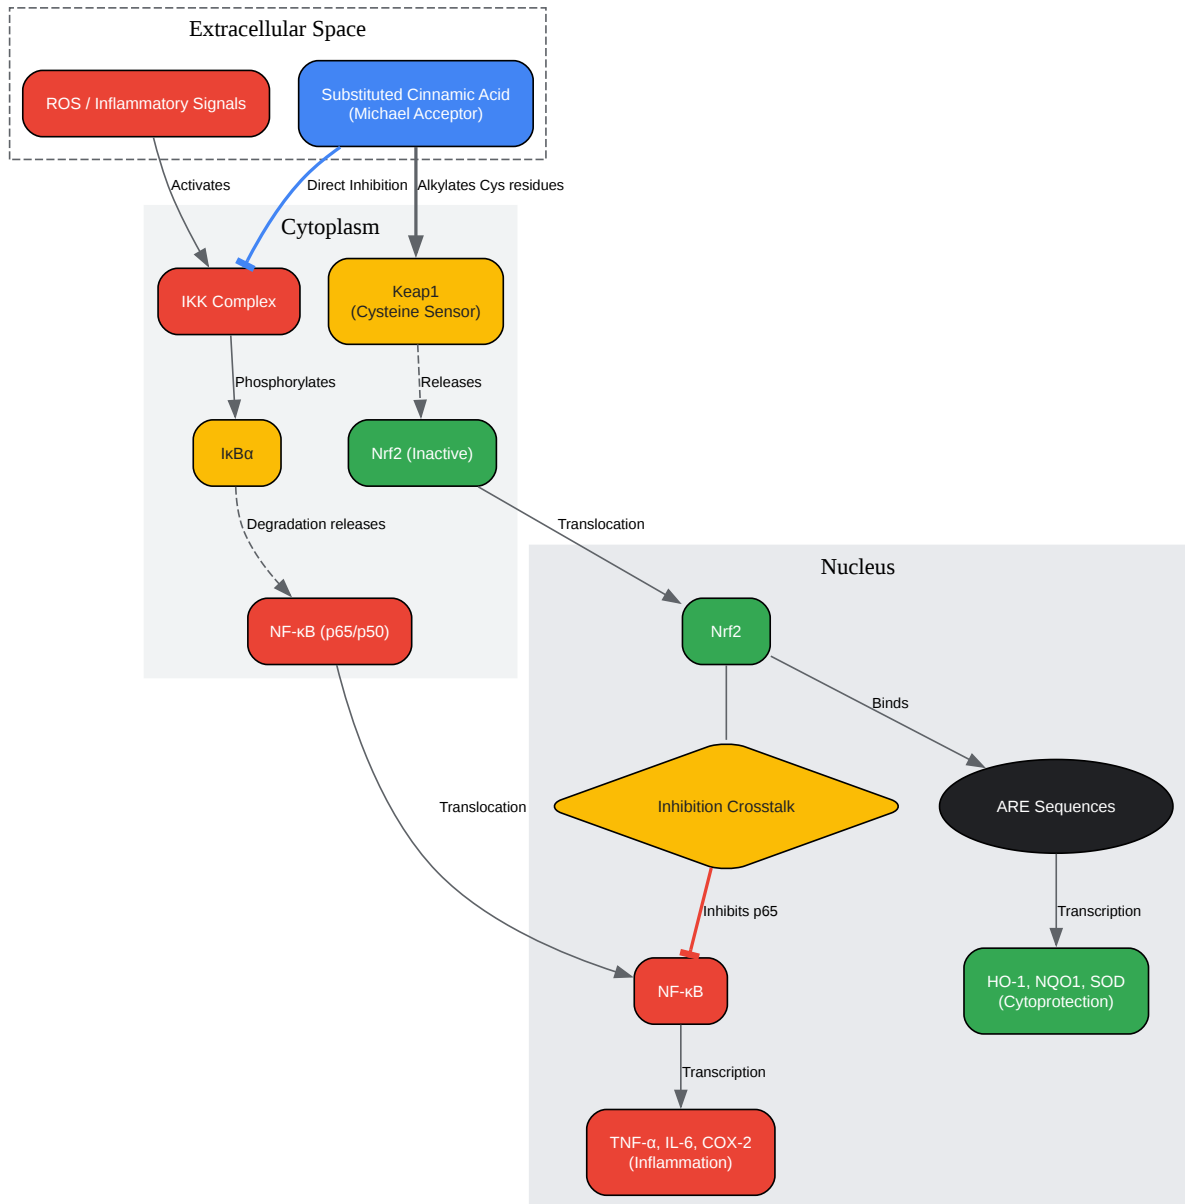 Extracellular Space
ROS / Inflammatory Signals
Substituted Cinnamic Acid
(Michael Acceptor)
Activates
Direct Inhibition
Alkylates Cys residues
Cytoplasm
IKK Complex
Keap1
(Cysteine Sensor)
Phosphorylates
Releases
IκBα
Nrf2 (Inactive)
Degradation releases
Translocation
Nucleus
NF-κB (p65/p50)
Nrf2
Binds
Translocation
Inhibition Crosstalk
ARE Sequences
Inhibits p65
Transcription
NF-κB
HO-1, NQO1, SOD
(Cytoprotection)
Transcription
TNF-α, IL-6, COX-2
(Inflammation)